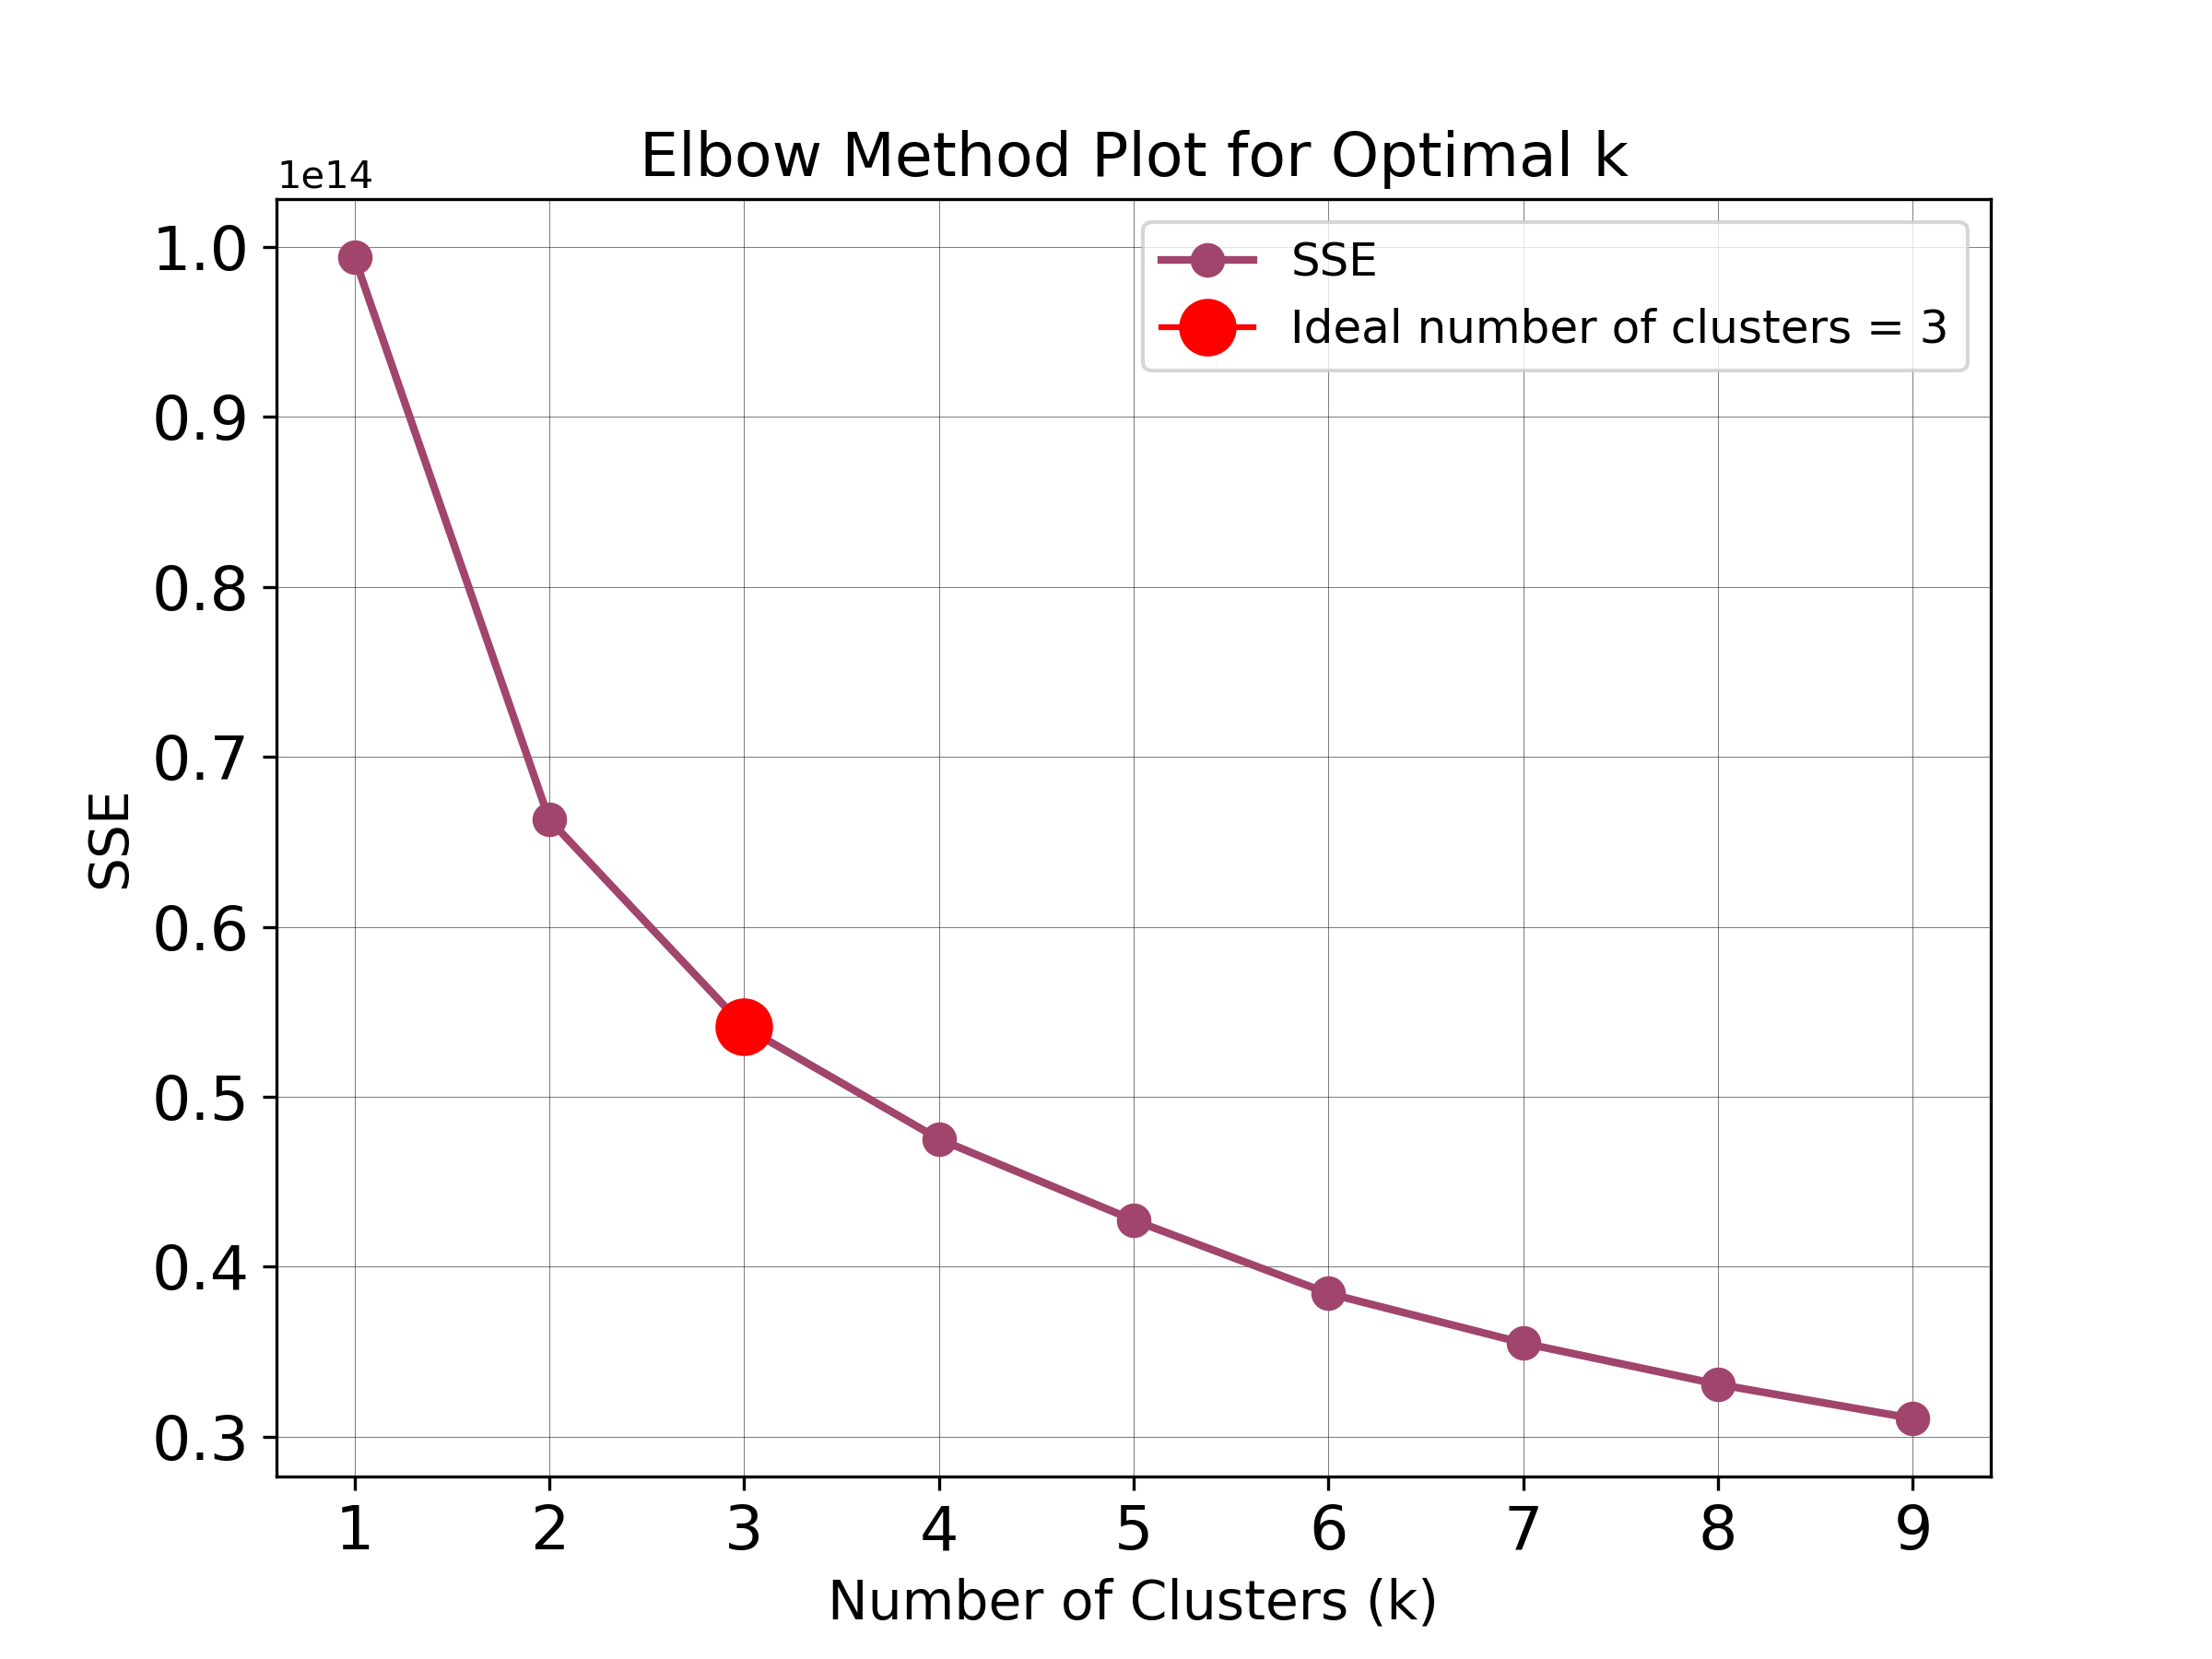 Elbow Method Plot for Optimal k
1e14
SSE
Ideal number of clusters = 3
1.0
0.9
0.8
0.7
0.6
0.5
0.4
0.3
SSE
1 2 3 4 5 6 7 8 9
Number of Clusters (k)